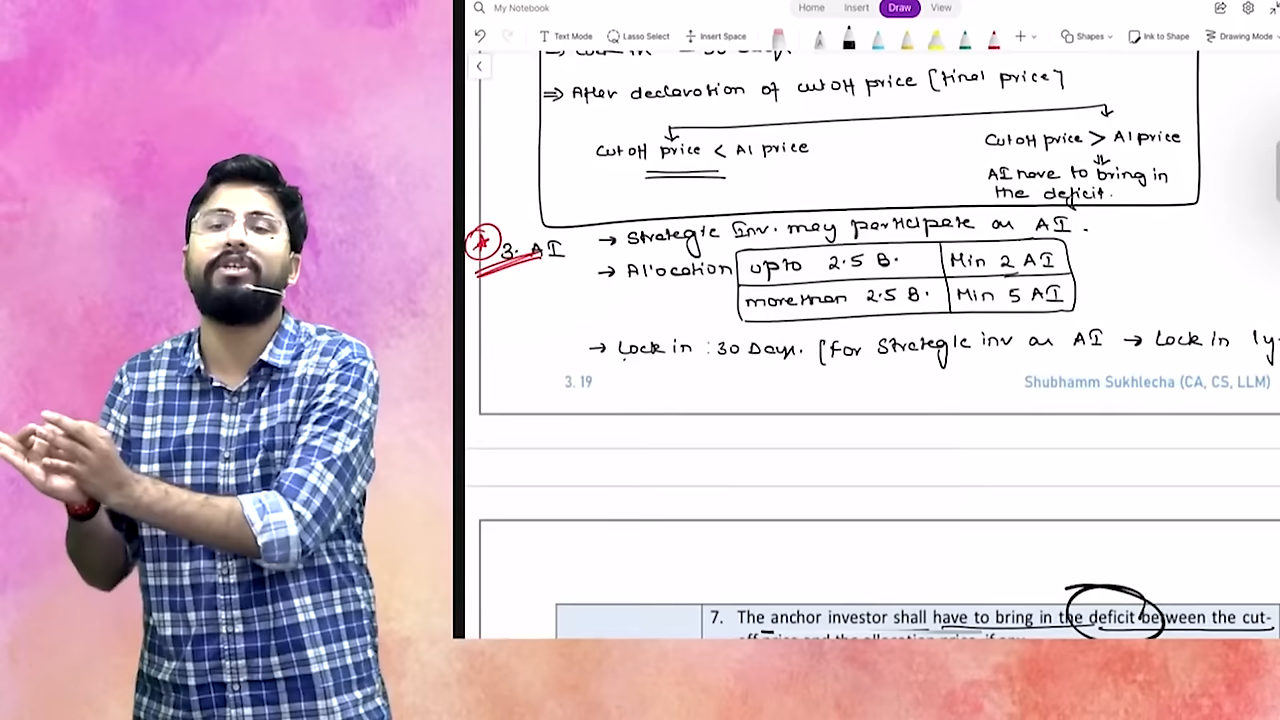 My Notebook
Home Insert Draw View
Text Mode Lasso Select Insert Space Shapes Ink to Shape Drawing Mode
⇒ After declaration of cutoff price [final price]
Cutoff price < AI price
Cutoff price > AI price
AI have to bring in
the deficit.
3. AI → Strategic Inv. may participate as AI.
→ Allocation
upto 2.5 B. Min 2 AI
more than 2.5 B. Min 5 AI
→ Lock in : 30 Days. [for Strategic inv as AI → Lock in 1y
3. 19 Shubhamm Sukhlecha (CA, CS, LLM)
7. The anchor investor shall have to bring in the deficit between the cut-